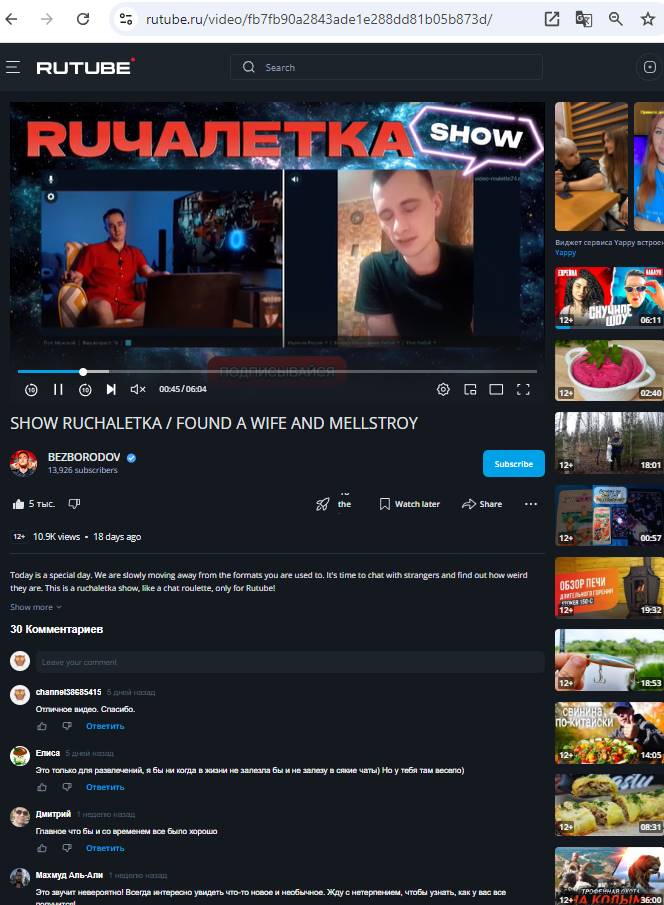 rutube.ru/video/fb7fb90a2843ade1e288dd81b05b873d/
RUTUBE
Search
RUЧАЛЕТКА SHOW
ПОДПИСЫВАЙСЯ
00:45 / 06:04
SHOW RUCHALETKA / FOUND A WIFE AND MELLSTROY
BEZBORODOV
13,926 subscribers
Subscribe
5 тыс.
the
Watch later
Share
12+ 10.9K views • 18 days ago
Today is a special day. We are slowly moving away from the formats you are used to. It's time to chat with strangers and find out how weird
they are. This is a ruchaletka show, like a chat roulette, only for Rutube!
Show more
30 Комментариев
Leave your comment
channel38685415 5 дней назад
Отличное видео. Спасибо.
Ответить
Елиса 5 дней назад
Это только для развлечений, я бы ни когда в жизни не залезла бы и не залезу в сякие чаты) Но у тебя там весело)
Ответить
Дмитрий 1 неделю назад
Главное что бы и со временем все было хорошо
Ответить
Махмуд Аль-Али 1 неделю назад
Это звучит невероятно! Всегда интересно увидеть что-то новое и необычное. Жду с нетерпением, чтобы узнать, как у вас все
получится!
Виджет сервиса Yappy встроен
Yappy
СКУЧНОЕ
ШОУ
12+ 06:11
12+ 02:40
12+ 18:01
12+ 00:57
ОБЗОР ПЕЧИ
ДЛИТЕЛЬНОГО ГОРЕНИЯ
12+ 19:32
12+ 18:53
СВИНИНА
ПО-КИТАЙСКИ
12+ 14:05
12+ 08:31
ТРОФЕЙНАЯ ОХОТА
НА КОЛЫМ
12+ 36:00